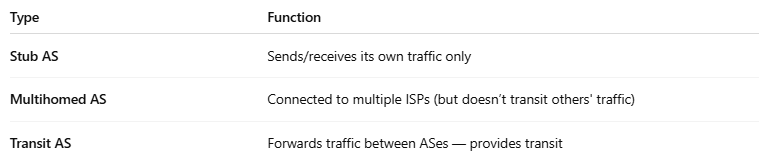 Type Function
Stub AS Sends/receives its own traffic only
Multihomed AS Connected to multiple ISPs (but doesn’t transit others' traffic)
Transit AS Forwards traffic between ASes — provides transit